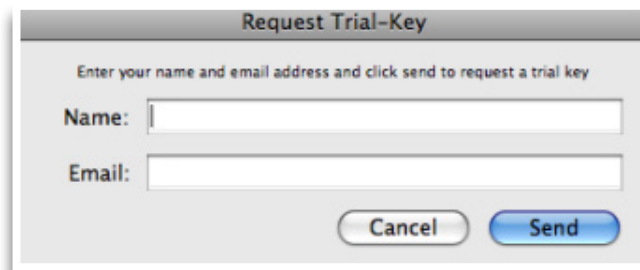 Request Trial-Key
Enter your name and email address and click send to request a trial key
Name:
Email:
Cancel Send